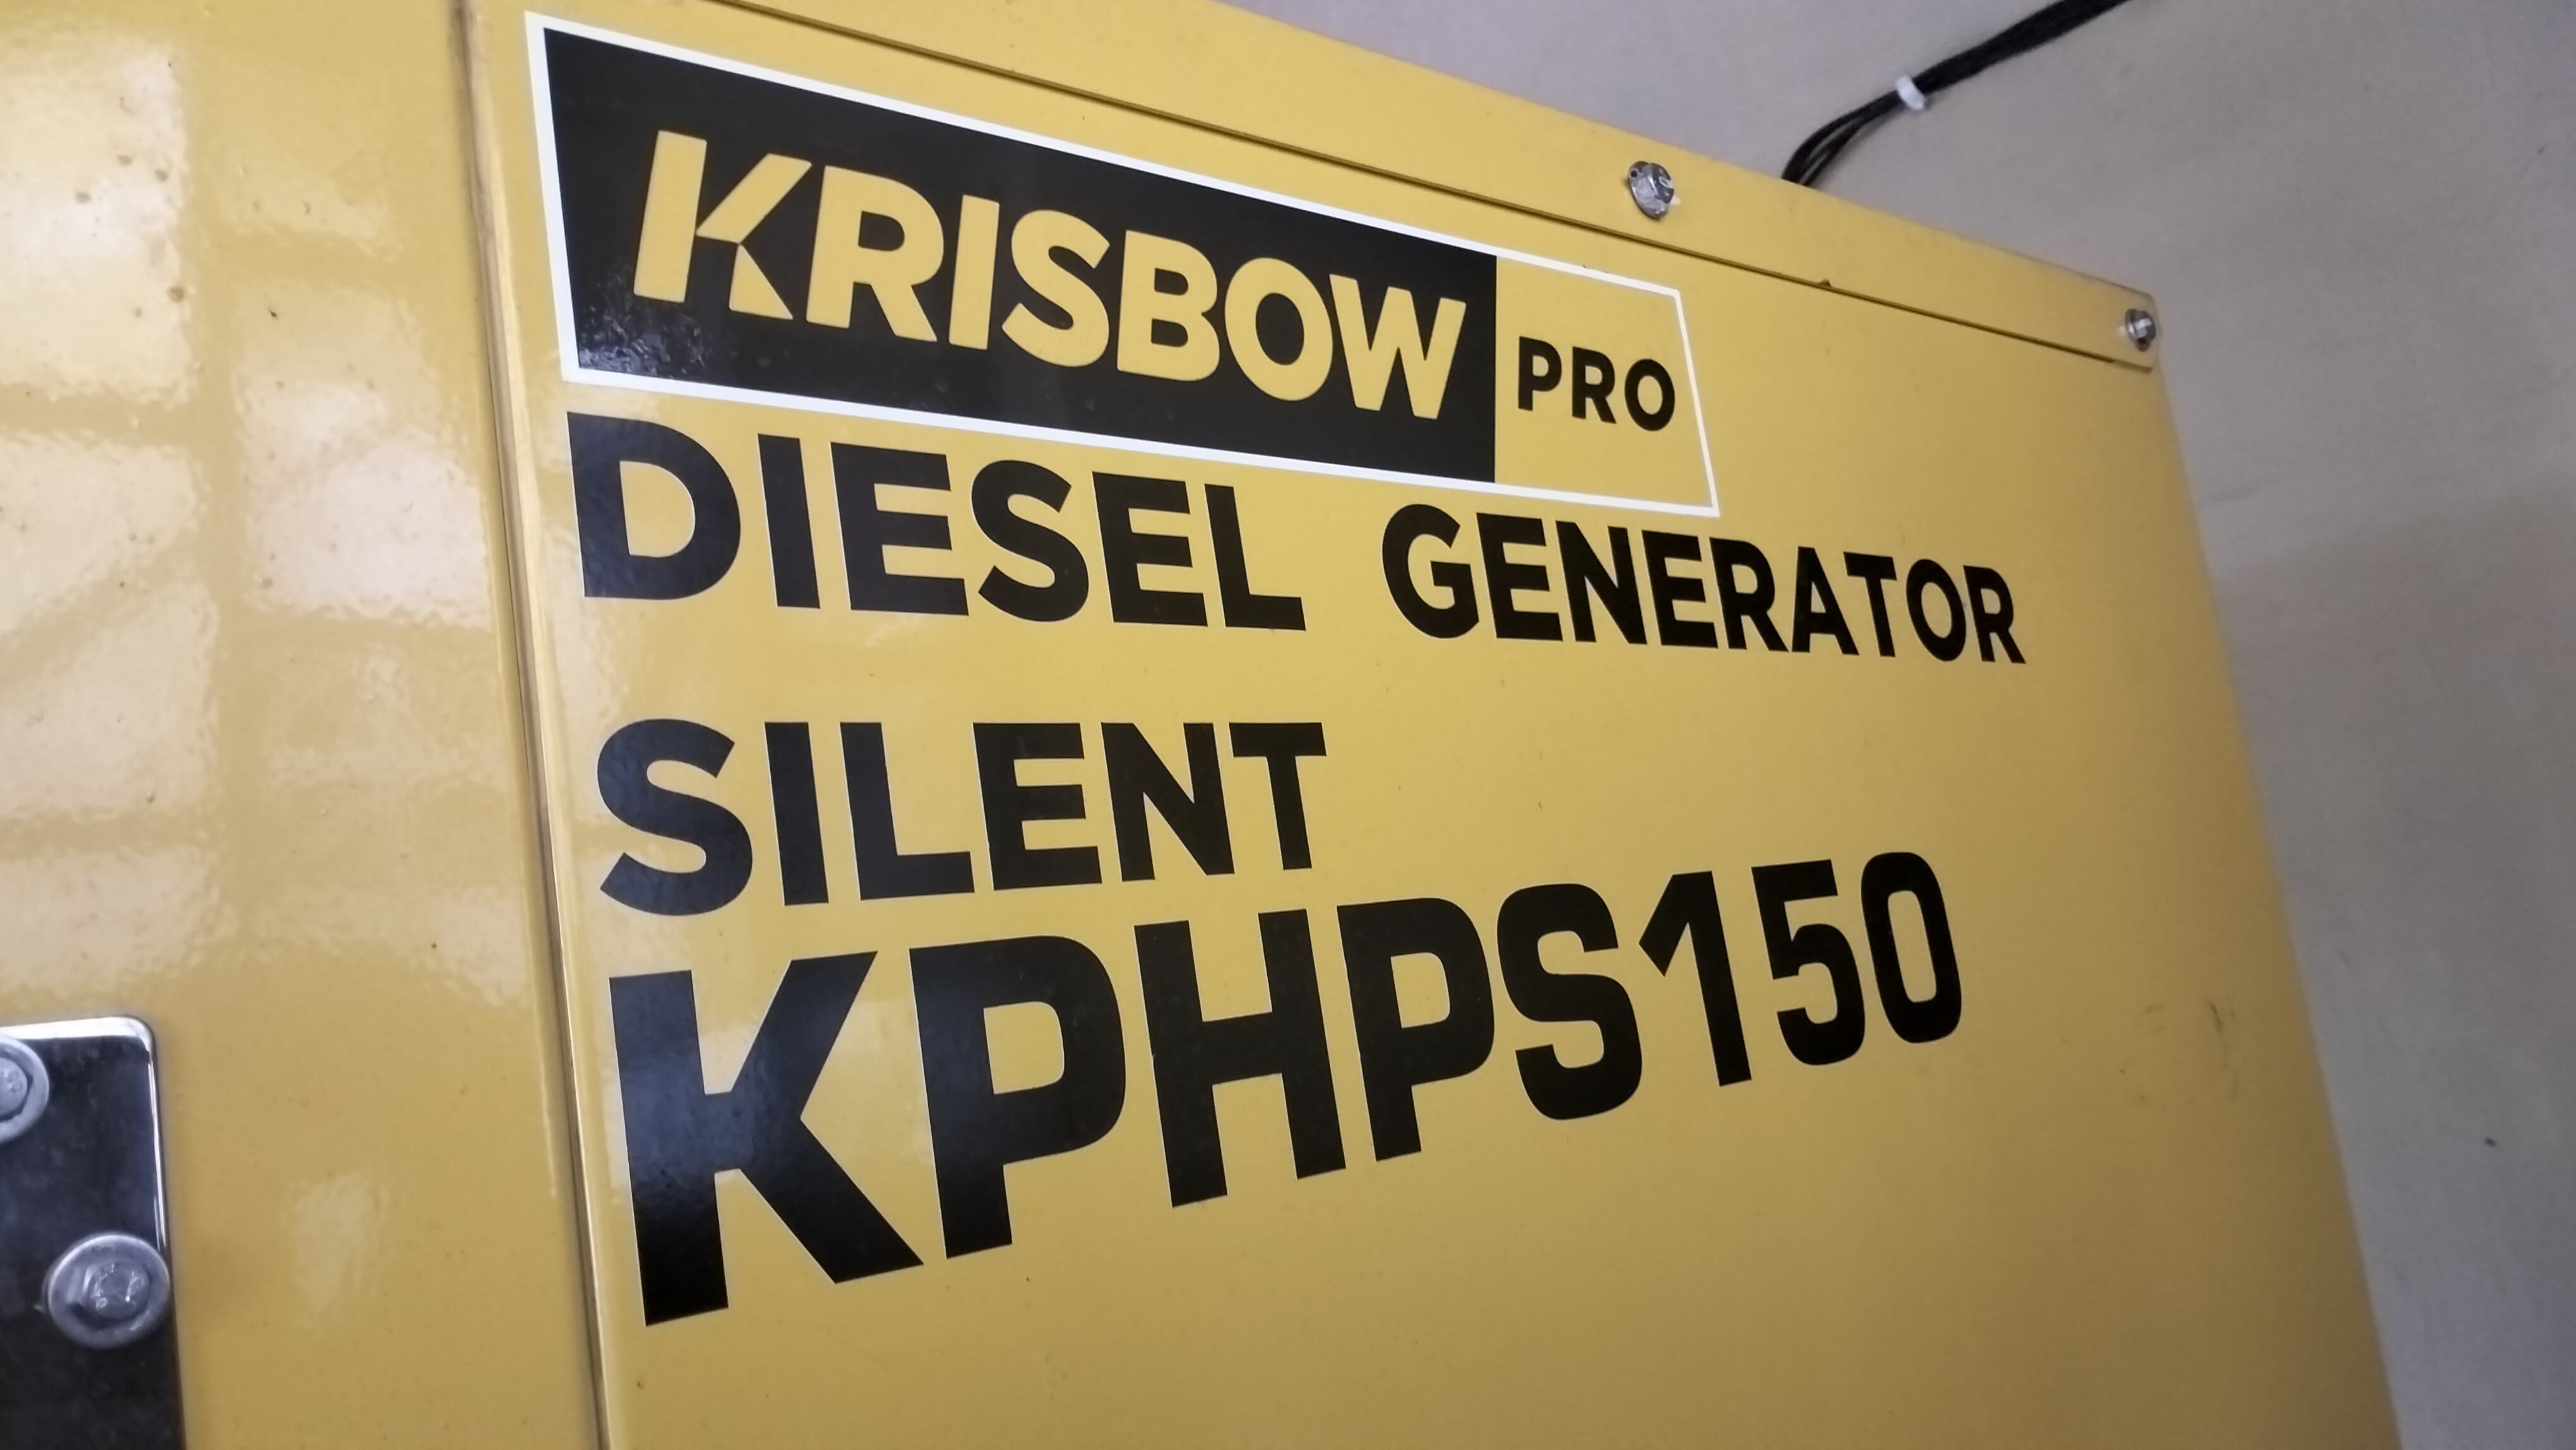 KRISBOW PRO
DIESEL GENERATOR
SILENT
KPHPS150